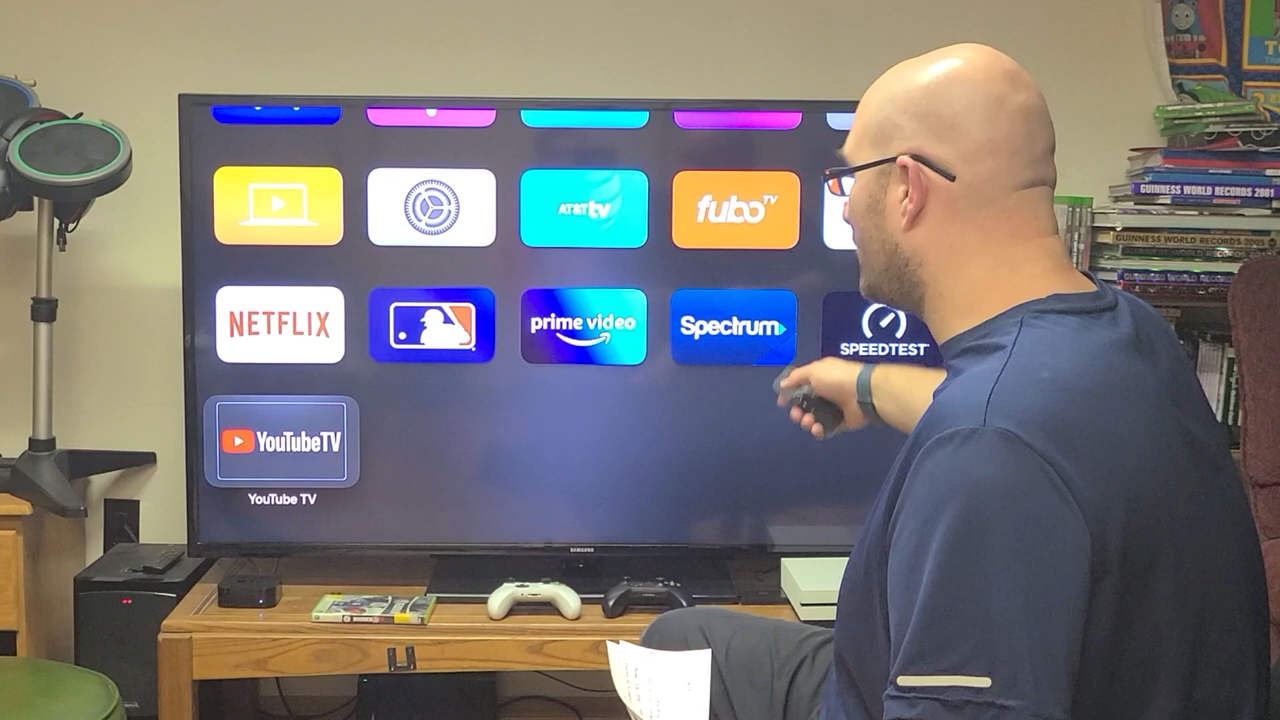 AT&T tv
fuboTV
NETFLIX
prime video
Spectrum
SPEEDTEST
YouTubeTV
YouTube TV
SAMSUNG
GUINNESS WORLD RECORDS 2001
GUINNESS WORLD RECORDS 2005